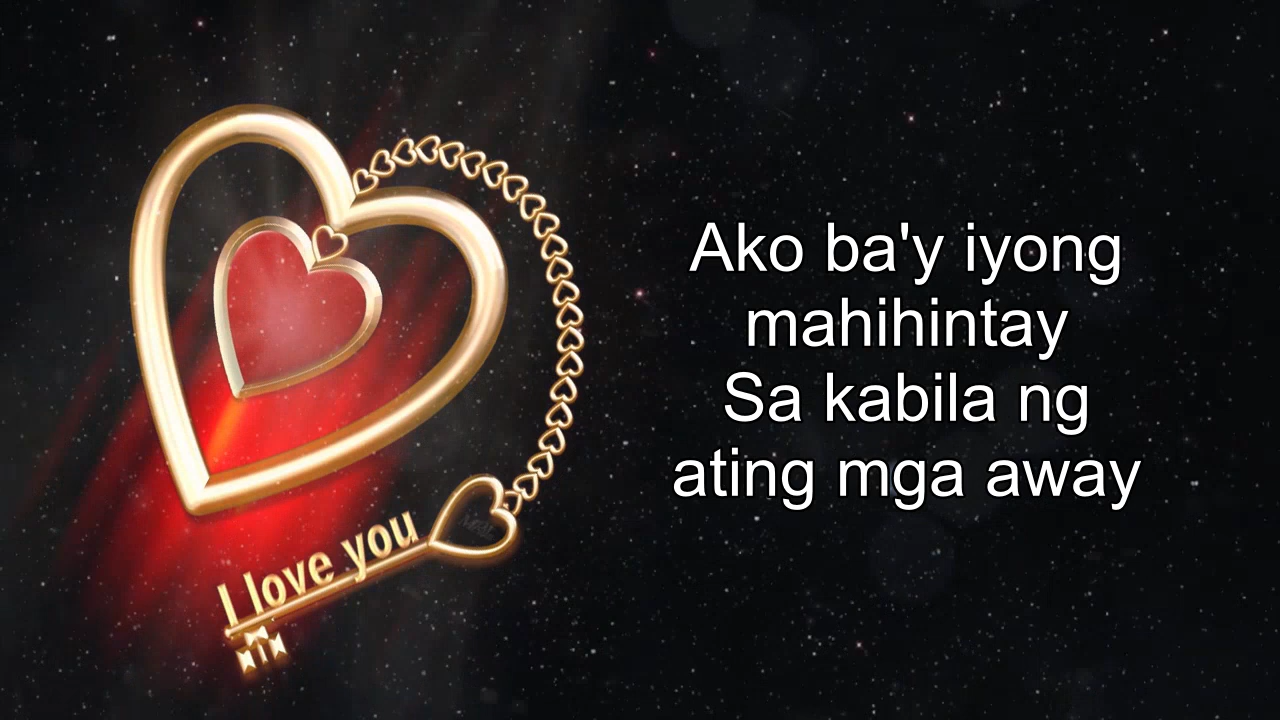 Ako ba'y iyong
mahihintay
Sa kabila ng
ating mga away
I love you